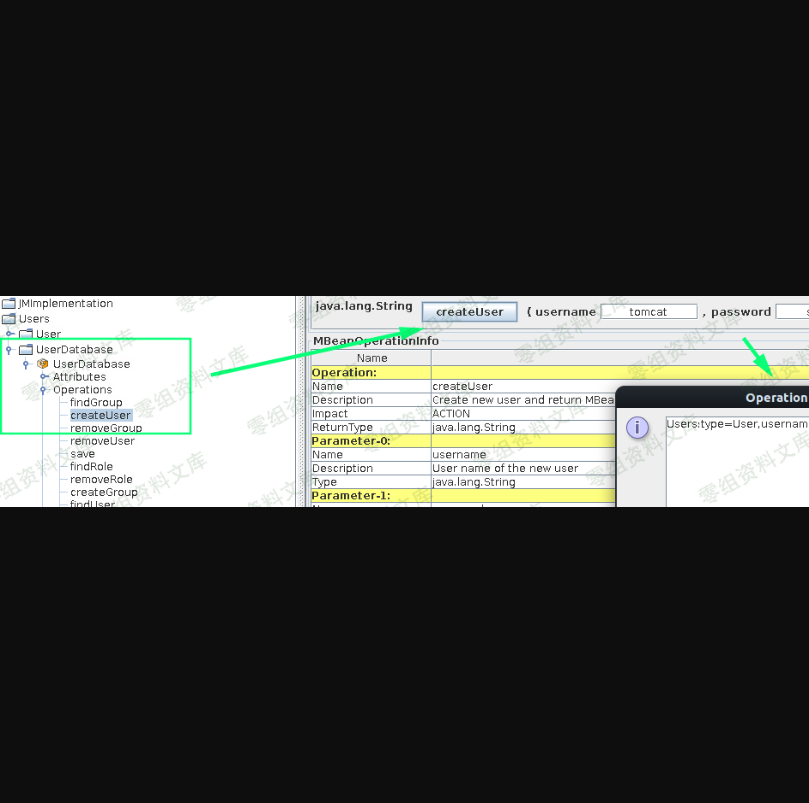 JMImplementation
Users
User
UserDatabase
UserDatabase
Attributes
Operations
findGroup
createUser
removeGroup
removeUser
save
findRole
removeRole
createGroup
findUser
java.lang.String createUser ( username tomcat , password
MBeanOperationInfo
Name
Operation:
Name createUser
Description Create new user and return MBea
Impact ACTION
ReturnType java.lang.String
Parameter-0:
Name username
Description User name of the new user
Type java.lang.String
Parameter-1:
Operation
Users:type=User,usernam
零组资料文库